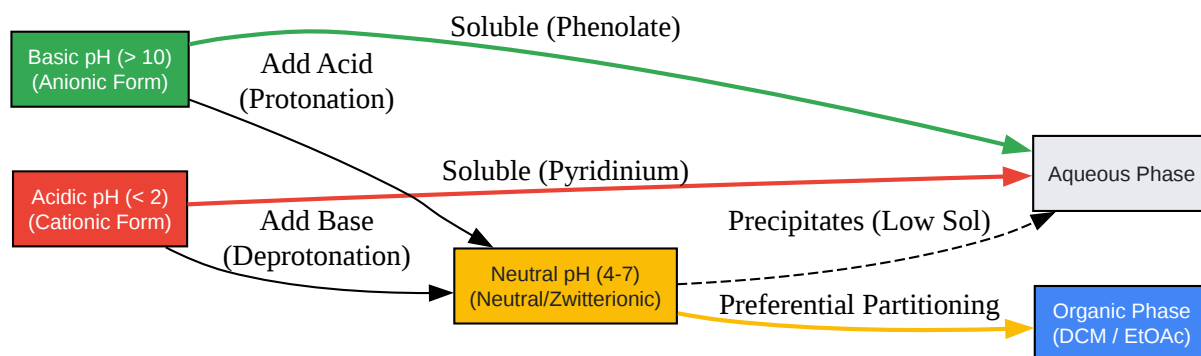 Basic pH (> 10)
(Anionic Form)
Add Acid
(Protonation)
Soluble (Phenolate)
Acidic pH (< 2)
(Cationic Form)
Soluble (Pyridinium)
Aqueous Phase
Add Base
(Deprotonation)
Precipitates (Low Sol)
Neutral pH (4-7)
(Neutral/Zwitterionic)
Preferential Partitioning
Organic Phase
(DCM / EtOAc)